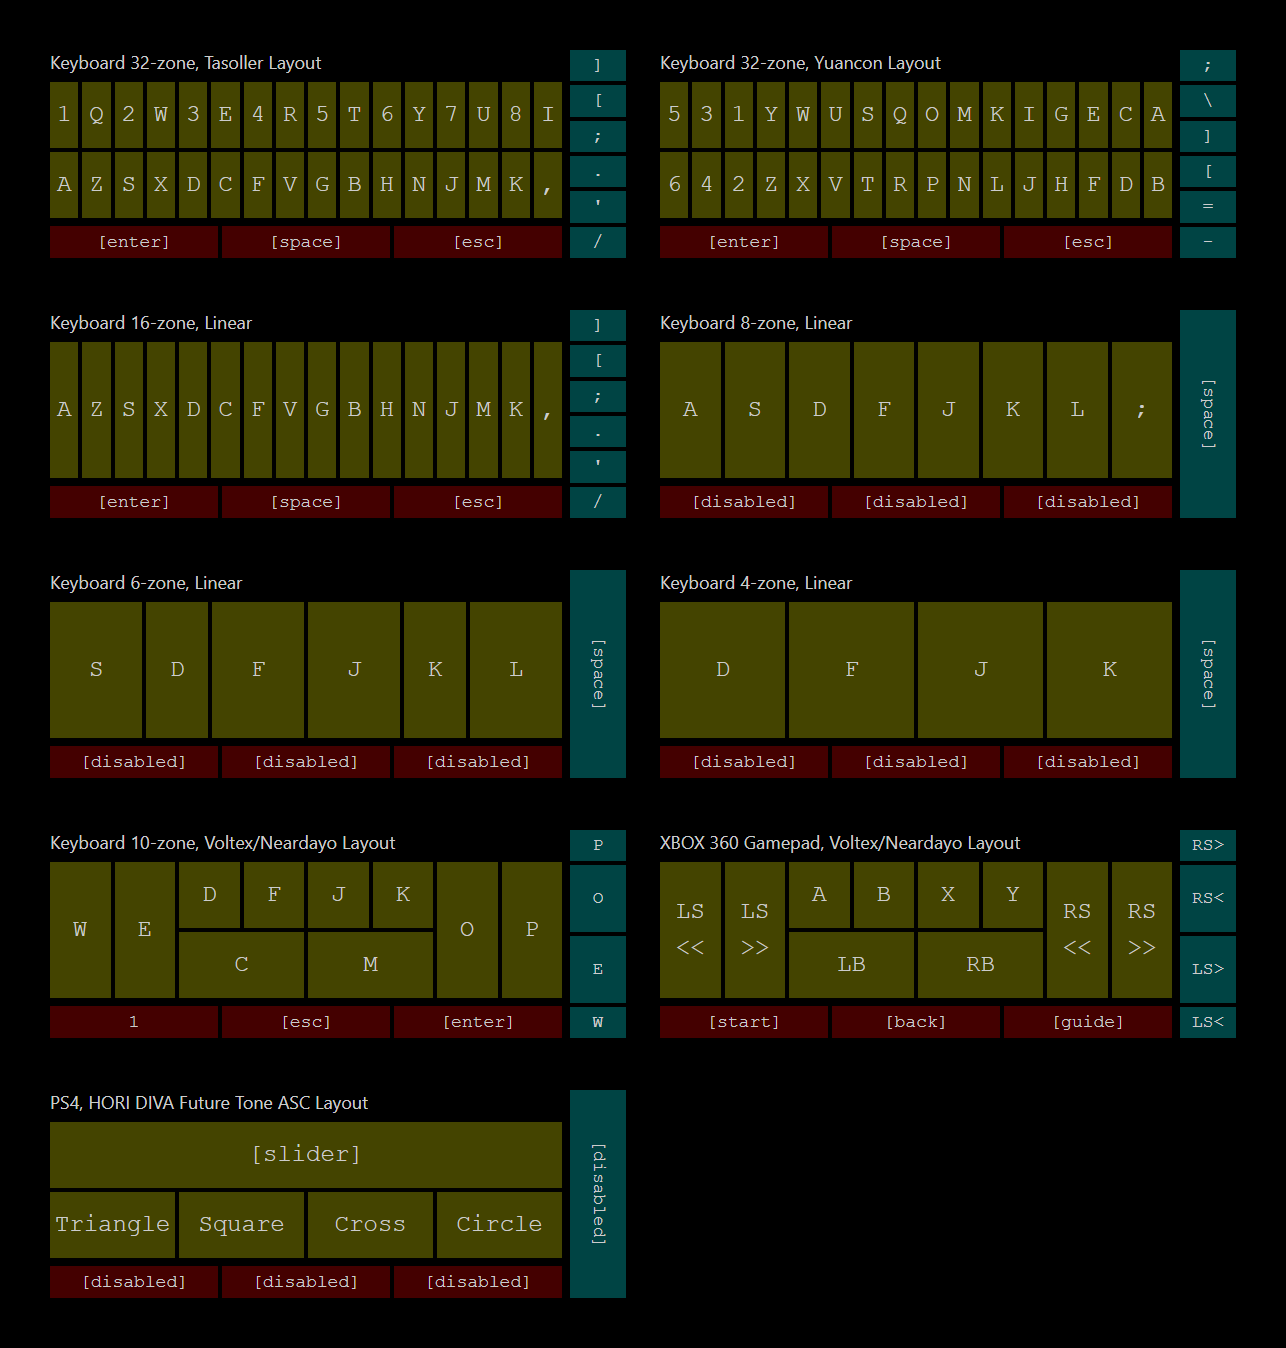 Keyboard 32-zone, Tasoller Layout
1 Q 2 W 3 E 4 R 5 T 6 Y 7 U 8 I
A Z S X D C F V G B H N J M K ,
[enter] [space] [esc]
]
[
;
.
'
/
Keyboard 32-zone, Yuancon Layout
5 3 1 Y W U S Q O M K I G E C A
6 4 2 Z X V T R P N L J H F D B
[enter] [space] [esc]
;
\
]
[
=
-
Keyboard 16-zone, Linear
A Z S X D C F V G B H N J M K ,
[enter] [space] [esc]
]
[
;
.
'
/
Keyboard 8-zone, Linear
A S D F J K L ;
[disabled] [disabled] [disabled]
[space]
Keyboard 6-zone, Linear
S D F J K L
[disabled] [disabled] [disabled]
[space]
Keyboard 4-zone, Linear
D F J K
[disabled] [disabled] [disabled]
[space]
Keyboard 10-zone, Voltex/Neardayo Layout
D F J K
W E O P
C M
1 [esc] [enter]
P
O
E
W
XBOX 360 Gamepad, Voltex/Neardayo Layout
A B X Y
LS LS RS RS
<< >> << >>
LB RB
[start] [back] [guide]
RS>
RS<
LS>
LS<
PS4, HORI DIVA Future Tone ASC Layout
[slider]
Triangle Square Cross Circle
[disabled] [disabled] [disabled]
[disabled]